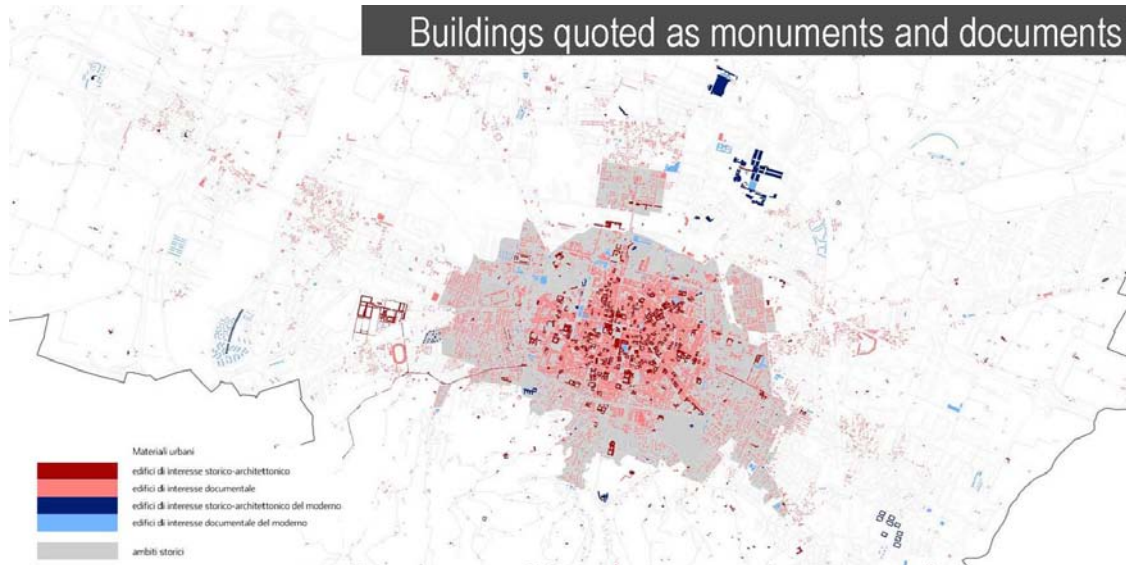 Buildings quoted as monuments and documents
Materiali urbani
edifici di interesse storico-architettonico
edifici di interesse documentale
edifici di interesse storico-architettonico del moderno
edifici di interesse documentale del moderno
ambiti storici